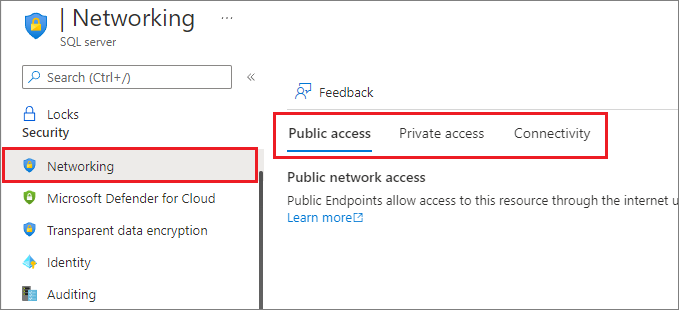 | Networking ...
SQL server
Search (Ctrl+/)
«
Feedback
Locks
Security
Networking
Microsoft Defender for Cloud
Transparent data encryption
Identity
Auditing
Public access Private access Connectivity
Public network access
Public Endpoints allow access to this resource through the internet u
Learn more